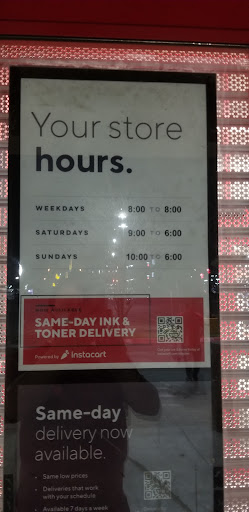 Your store
hours.
WEEKDAYS 8:00 TO 8:00
SATURDAYS 9:00 TO 6:00
SUNDAYS 10:00 TO 6:00
SAME-DAY INK &
TONER DELIVERY
Powered by instacart
Same-day
delivery now
available.
• Same low prices
• Deliveries that work
with your schedule
• Available 7 days a week